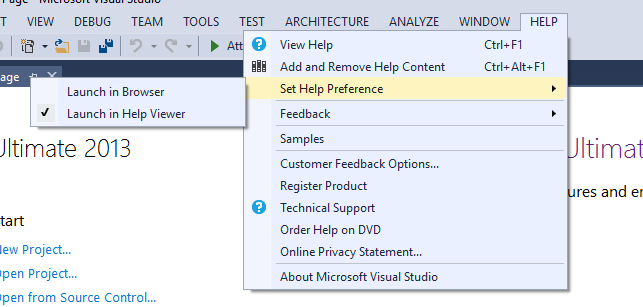 Page - Microsoft Visual Studio
VIEW DEBUG TEAM TOOLS TEST ARCHITECTURE ANALYZE WINDOW HELP
Att
age
View Help Ctrl+F1
Add and Remove Help Content Ctrl+Alt+F1
Set Help Preference
Launch in Browser
Launch in Help Viewer
Feedback
Samples
Customer Feedback Options...
Register Product
Technical Support
Order Help on DVD
Online Privacy Statement...
About Microsoft Visual Studio
Ultimate 2013
Ultimat
ures and en
tart
New Project...
Open Project...
Open from Source Control...